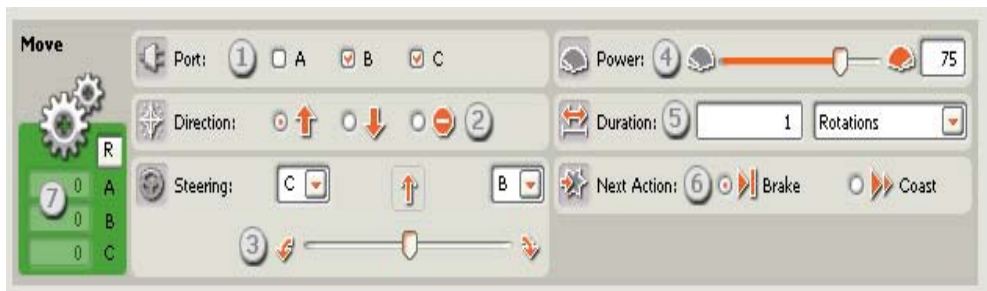 Move
Port: 1 A B C
Power: 4 75
Direction: 2
Duration: 5 1 Rotations
R
Steering: C B
Next Action: 6 Brake Coast
7 0 A
0 B
0 C
3